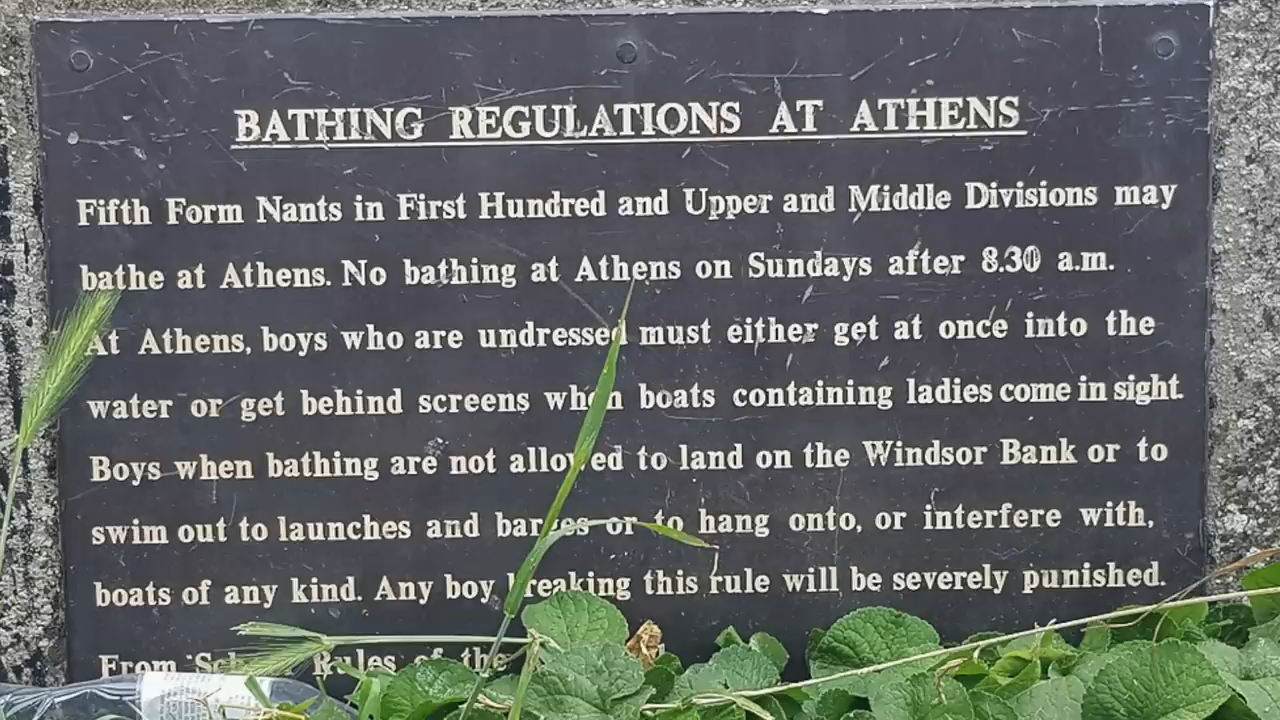 BATHING REGULATIONS AT ATHENS
Fifth Form Nants in First Hundred and Upper and Middle Divisions may
bathe at Athens. No bathing at Athens on Sundays after 8.30 a.m.
At Athens, boys who are undressed must either get at once into the
water or get behind screens when boats containing ladies come in sight.
Boys when bathing are not allowed to land on the Windsor Bank or to
swim out to launches and barges or to hang onto, or interfere with,
boats of any kind. Any boy breaking this rule will be severely punished.
From Rules of the